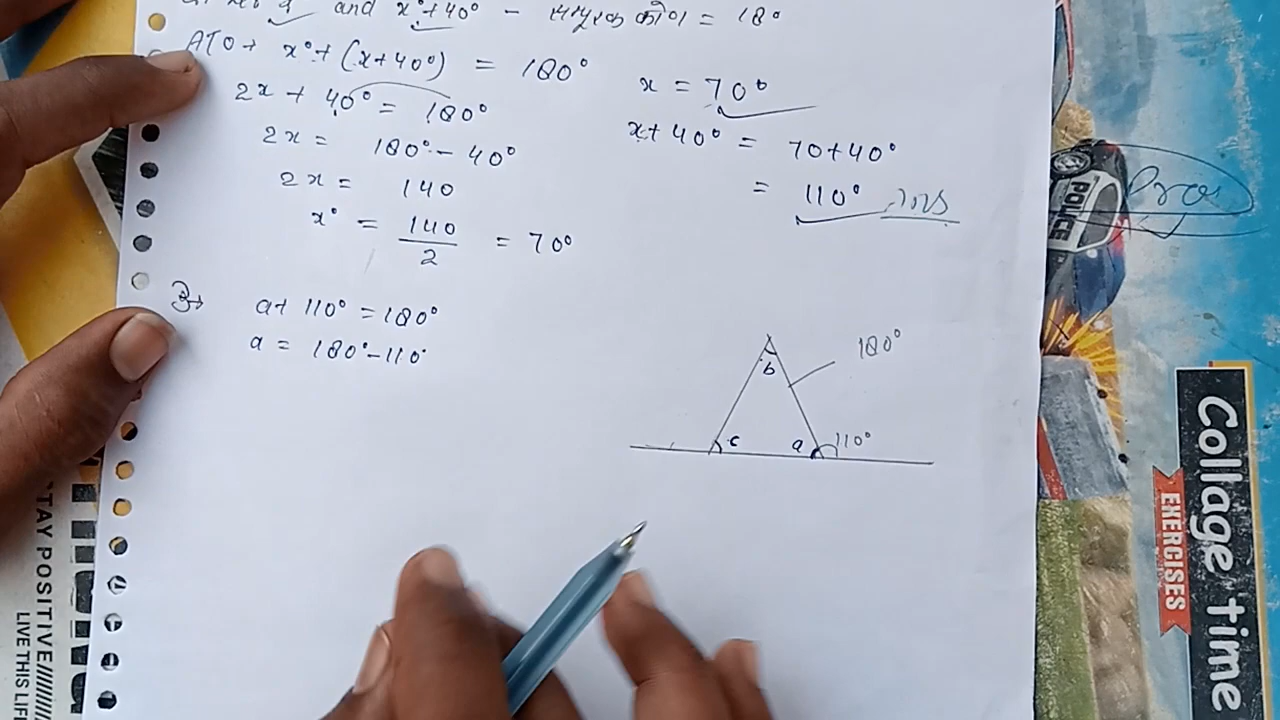 and x°+40° - सम्पूरक कोण = 180
ATQ→ x°+(x+40°) = 180°
2x + 40° = 180°
2x = 180° - 40°
2x = 140
x° = 140/2 = 70°
x = 70°
x+40° = 70+40°
= 110° Ans
3→ a+ 110° = 180°
a = 180° - 110°
180°
b
c a 110°
POLICE
Collage time
EXERCISES
STAY POSITIVE
LIVE THIS LIF